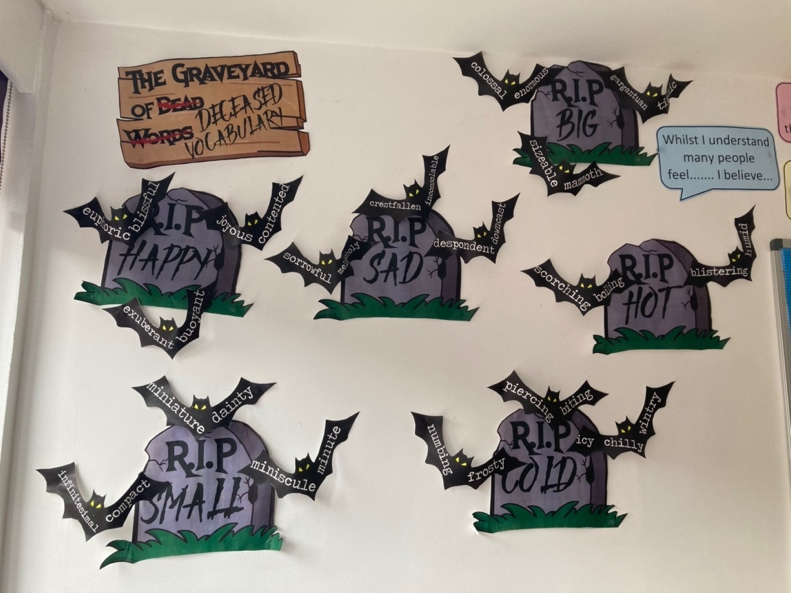 THE GRAVEYARD
OF DEAD DECEASED
WORDS VOCABULARY
colossal enormous
gargantuan
R.I.P
BIG
sizeable mammoth
Whilst I understand
many people
feel....... I believe...
euphoric blissful
joyous contented
R.I.P
HAPPY
exuberant buoyant
crestfallen inconsolable
sorrowful
despondent downcast
R.I.P
SAD
scorching boiling
blistering humid
R.I.P
HOT
miniature dainty
infinitesimal compact
miniscule minute
R.I.P
SMALL
piercing biting
numbing frosty
icy chilly wintry
R.I.P
COLD